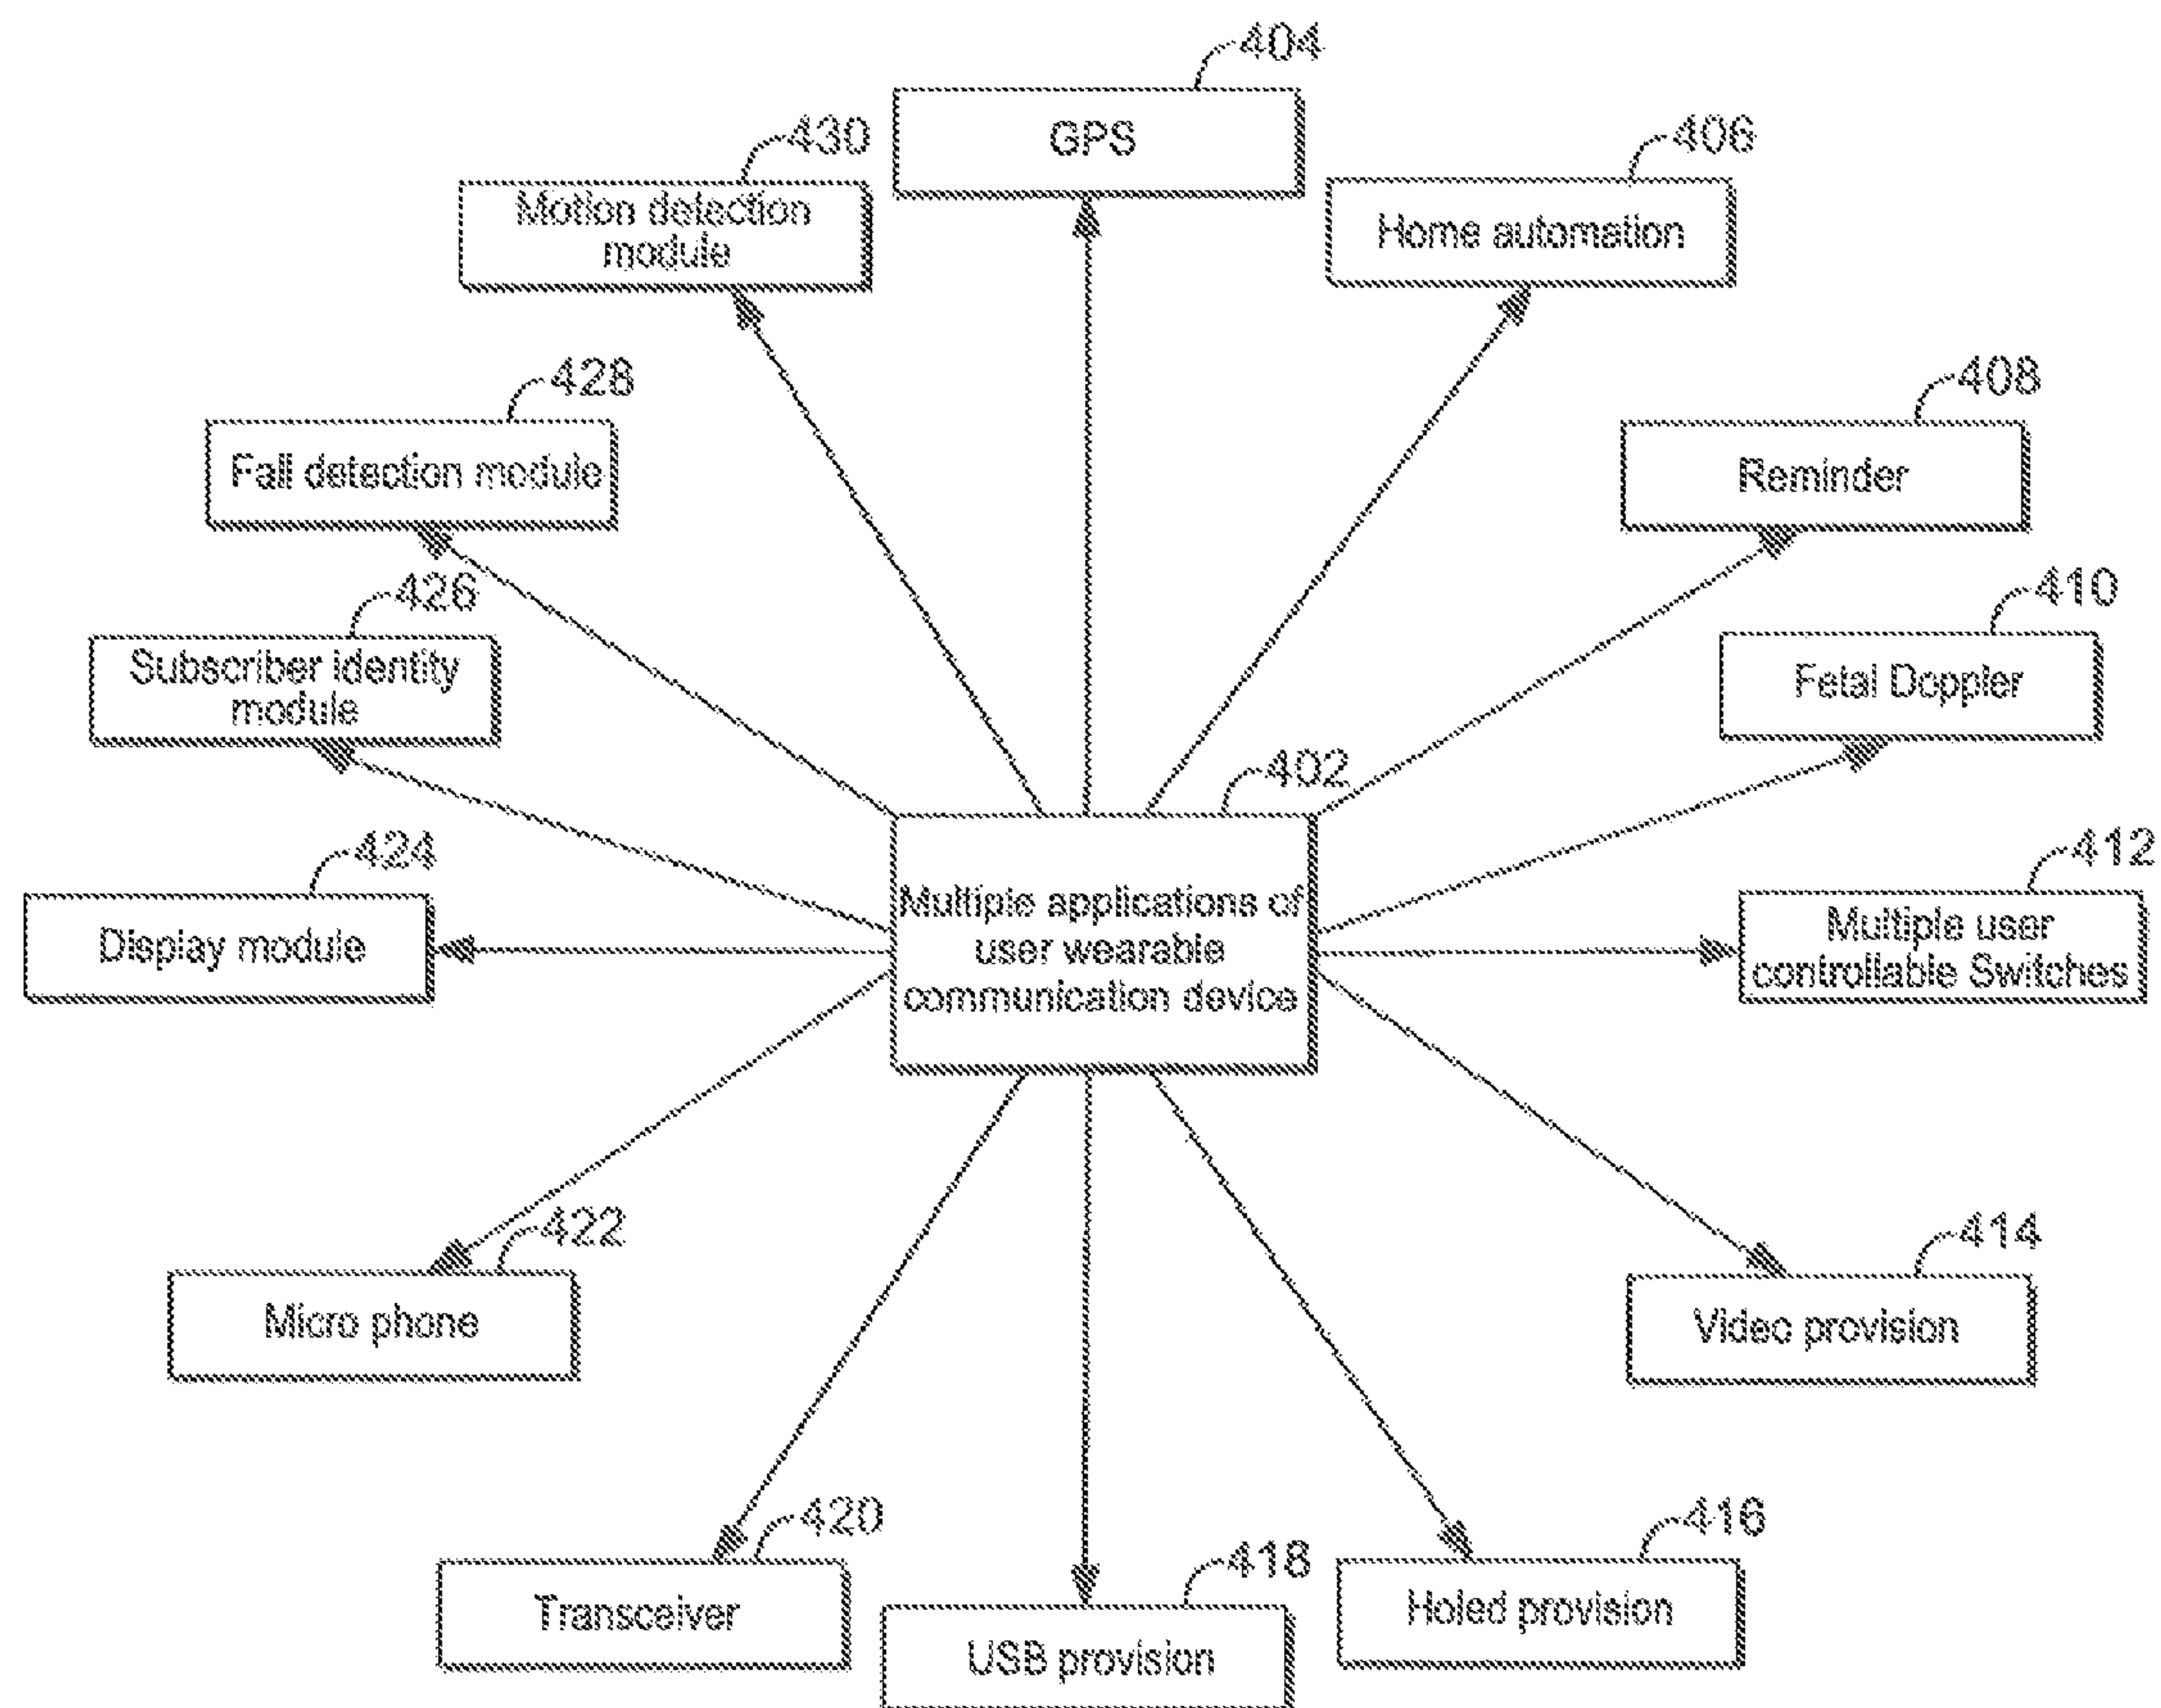 404
GPS
430
Motion detection
module
406
Home automation
428
Fall detection module
408
Reminder
426
Subscriber identity
module
410
Fetal Doppler
402
Multiple applications of
user wearable
communication device
424
Display module
412
Multiple user
controllable Switches
422
Micro phone
414
Video provision
420
Transceiver
418
USB provision
416
Holed provision